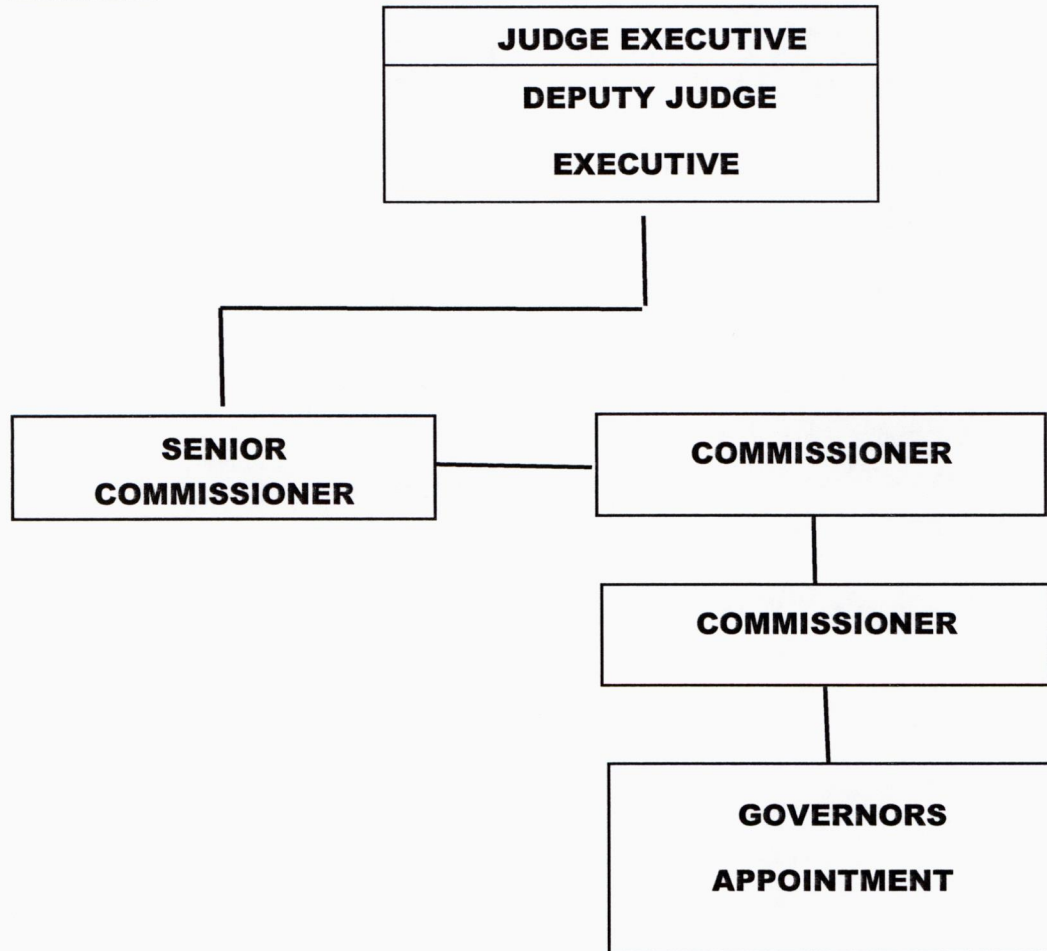 JUDGE EXECUTIVE
DEPUTY JUDGE
EXECUTIVE
SENIOR
COMMISSIONER
COMMISSIONER
COMMISSIONER
GOVERNORS
APPOINTMENT